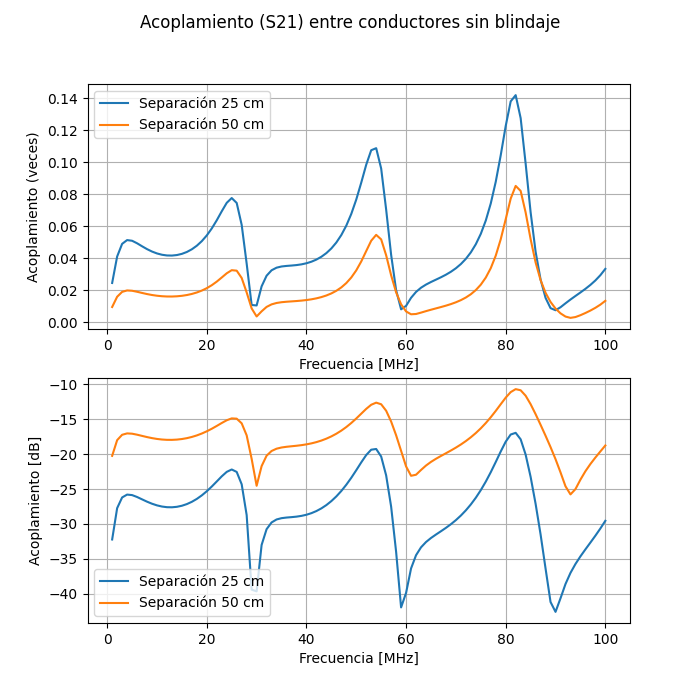 Acoplamiento (S21) entre conductores sin blindaje
Acoplamiento (veces)
0.14
0.12
0.10
0.08
0.06
0.04
0.02
0.00
Separación 25 cm
Separación 50 cm
0 20 40 60 80 100
Frecuencia [MHz]
Acoplamiento [dB]
−10
−15
−20
−25
−30
−35
−40
Separación 25 cm
Separación 50 cm
0 20 40 60 80 100
Frecuencia [MHz]